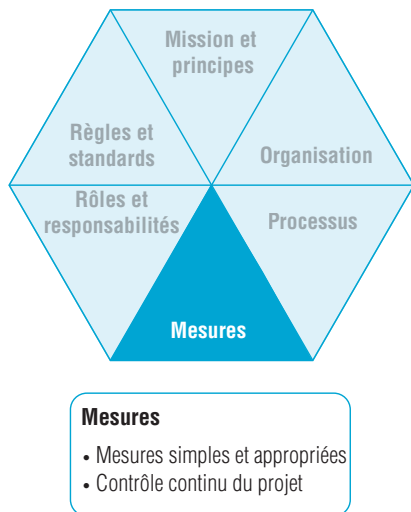 Mission et
principes
Règles et
standards
Organisation
Rôles et
responsabilités
Processus
Mesures
Mesures
• Mesures simples et appropriées
• Contrôle continu du projet